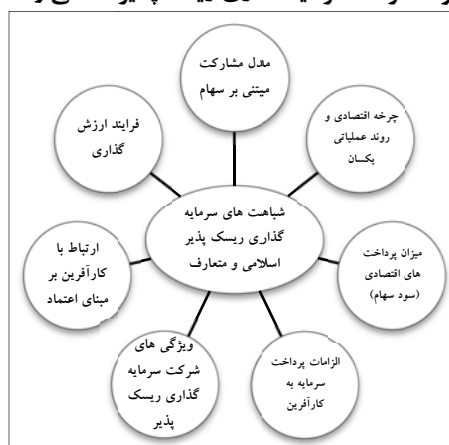 مدل مشارکت
مبتنی بر سهام
چرخه اقتصادی و
روند عملیاتی
یکسان
میزان پرداخت
های اقتصادی
(سود سهام)
الزامات پرداخت
سرمایه به
کارآفرین
ویژگی های
شرکت سرمایه
گذاری ریسک
پذیر
ارتباط با
کارآفرین بر
مبنای اعتماد
فرایند ارزش
گذاری
شباهت های سرمایه
گذاری ریسک پذیر
اسلامی و متعارف